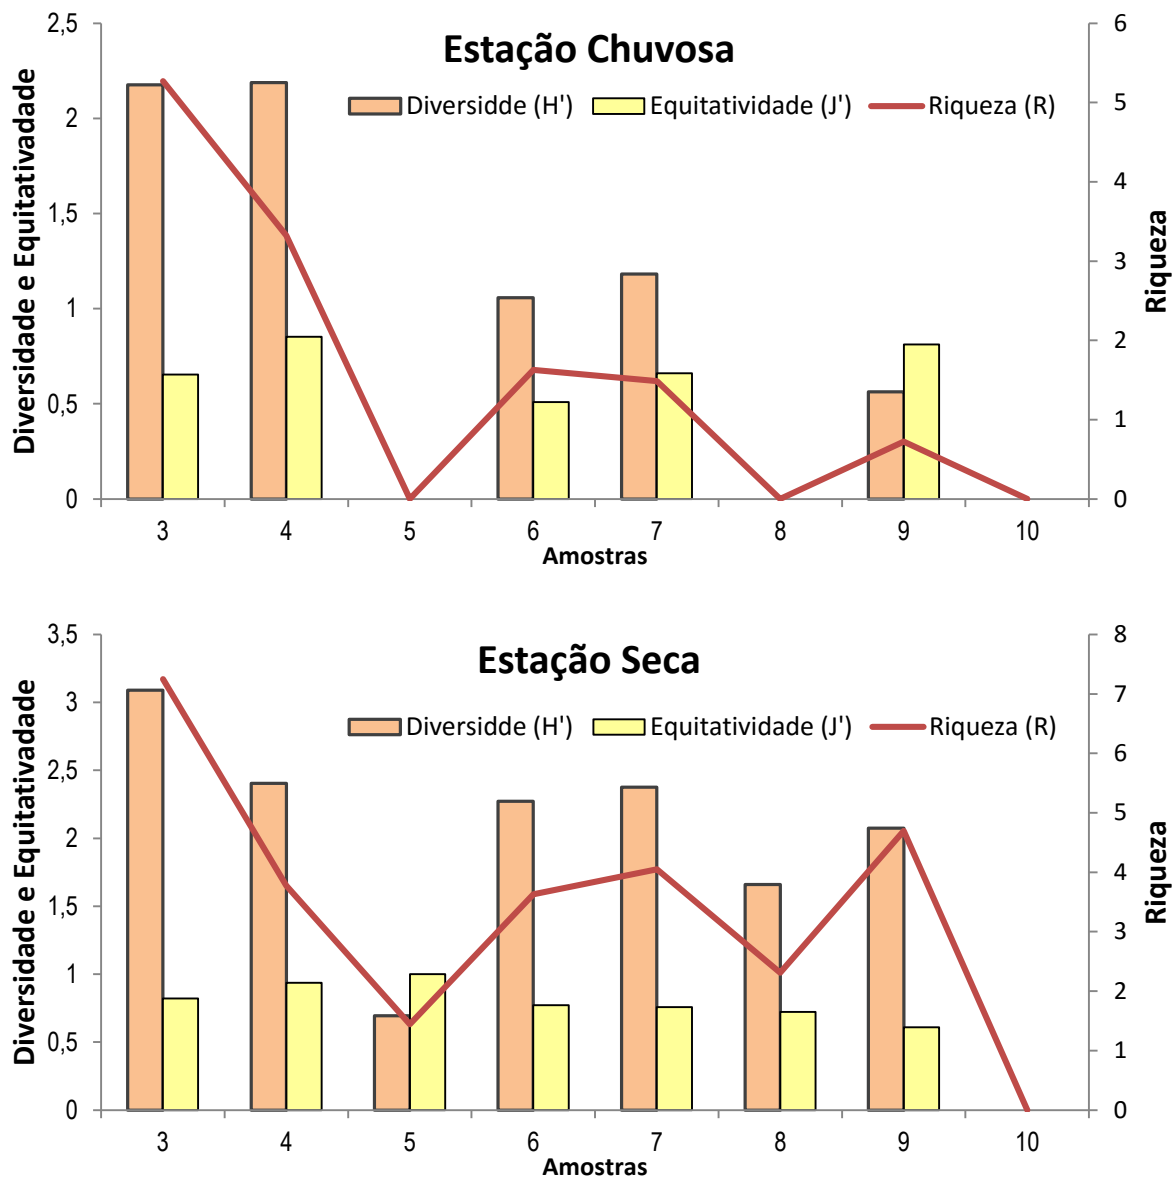 Estação Chuvosa
Diversidde (H') Equitatividade (J') Riqueza (R)
Diversidade e Equitativadade
2,5
2
1,5
1
0,5
0
Riqueza
6
5
4
3
2
1
0
3 4 5 6 7 8 9 10
Amostras
Estação Seca
Diversidde (H') Equitatividade (J') Riqueza (R)
Diversidade e Equitativadade
3,5
3
2,5
2
1,5
1
0,5
0
Riqueza
8
7
6
5
4
3
2
1
0
3 4 5 6 7 8 9 10
Amostras